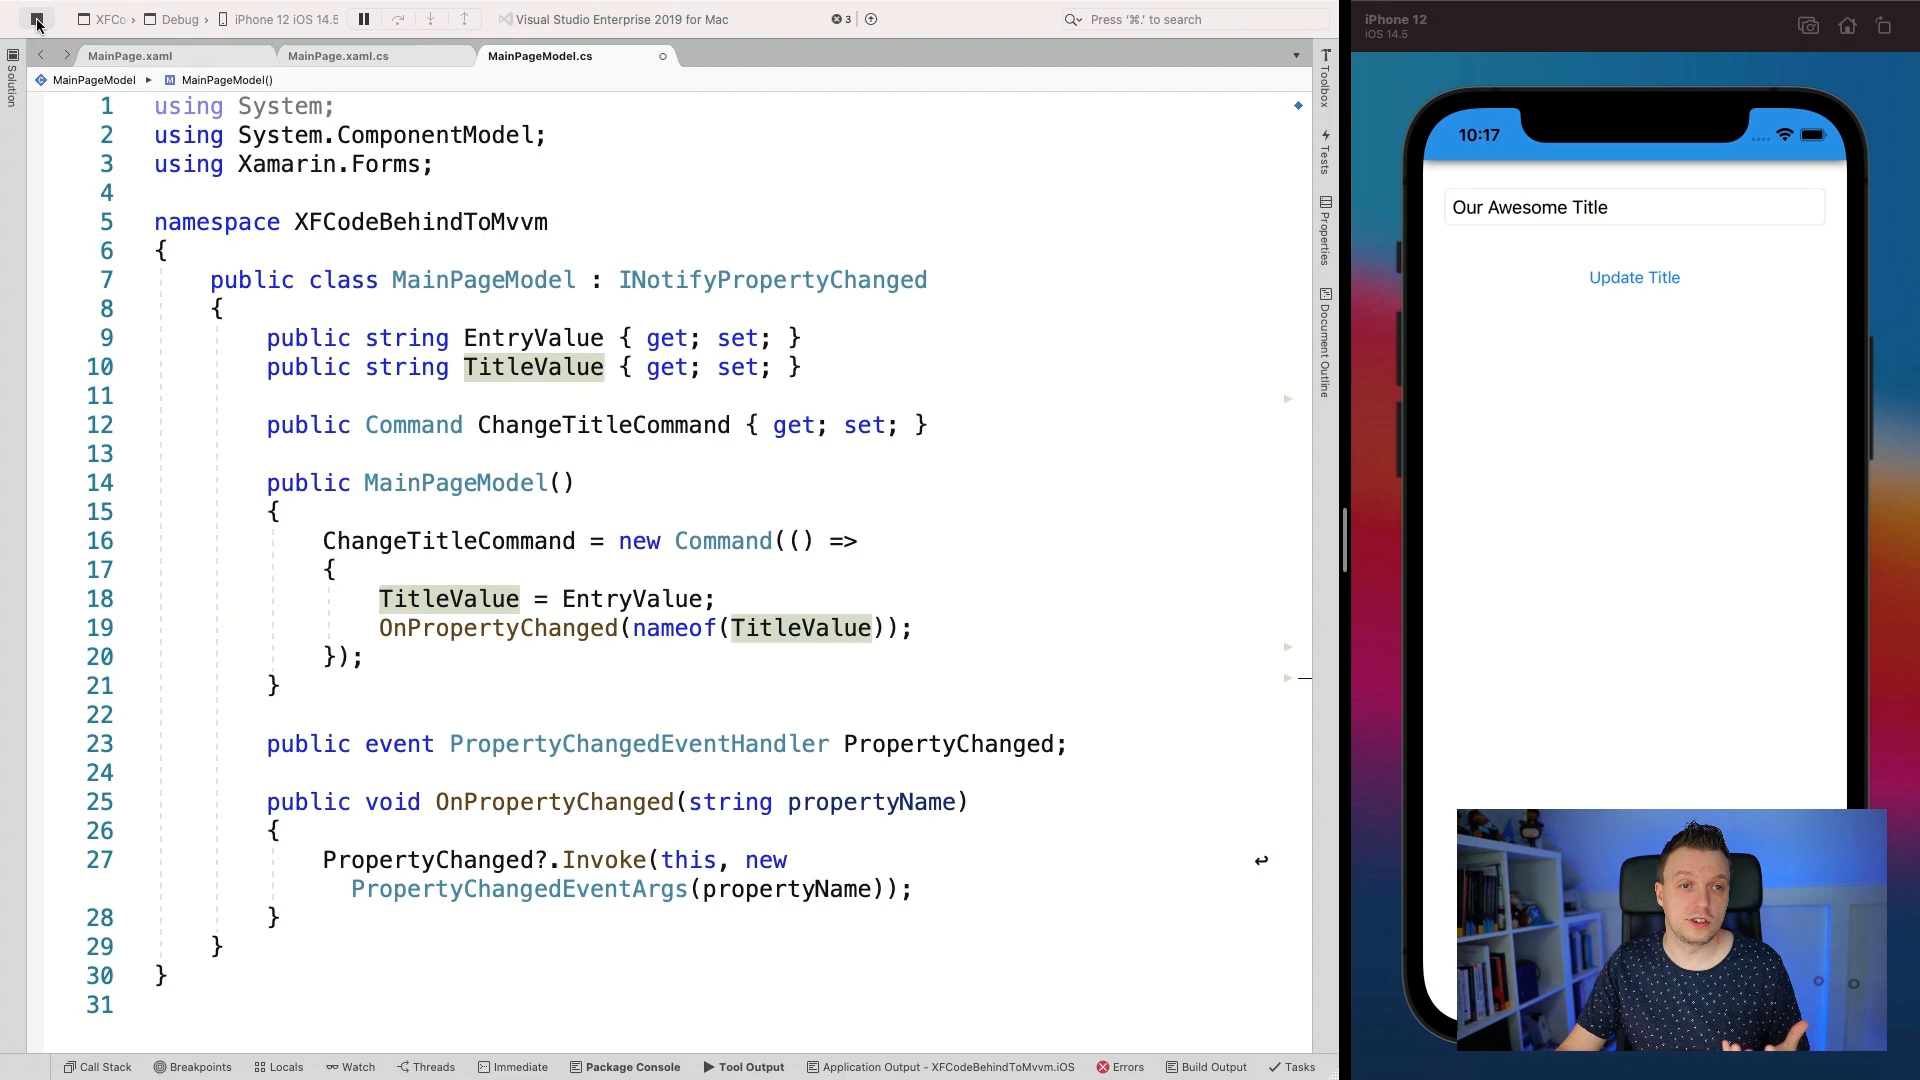 XFCo
Debug
iPhone 12 iOS 14.5
Visual Studio Enterprise 2019 for Mac
3
Press '⌘.' to search
Solution
MainPage.xaml
MainPage.xaml.cs
MainPageModel.cs
MainPageModel
MainPageModel()
1 using System;
2 using System.ComponentModel;
3 using Xamarin.Forms;
4
5 namespace XFCodeBehindToMvvm
6 {
7 public class MainPageModel : INotifyPropertyChanged
8 {
9 public string EntryValue { get; set; }
10 public string TitleValue { get; set; }
11
12 public Command ChangeTitleCommand { get; set; }
13
14 public MainPageModel()
15 {
16 ChangeTitleCommand = new Command(() =>
17 {
18 TitleValue = EntryValue;
19 OnPropertyChanged(nameof(TitleValue));
20 });
21 }
22
23 public event PropertyChangedEventHandler PropertyChanged;
24
25 public void OnPropertyChanged(string propertyName)
26 {
27 PropertyChanged?.Invoke(this, new
PropertyChangedEventArgs(propertyName));
28 }
29 }
30 }
31
Toolbox
Tests
Properties
Document Outline
Call Stack
Breakpoints
Locals
Watch
Threads
Immediate
Package Console
Tool Output
Application Output - XFCodeBehindToMvvm.iOS
Errors
Build Output
Tasks
iPhone 12
iOS 14.5
10:17
Our Awesome Title
Update Title